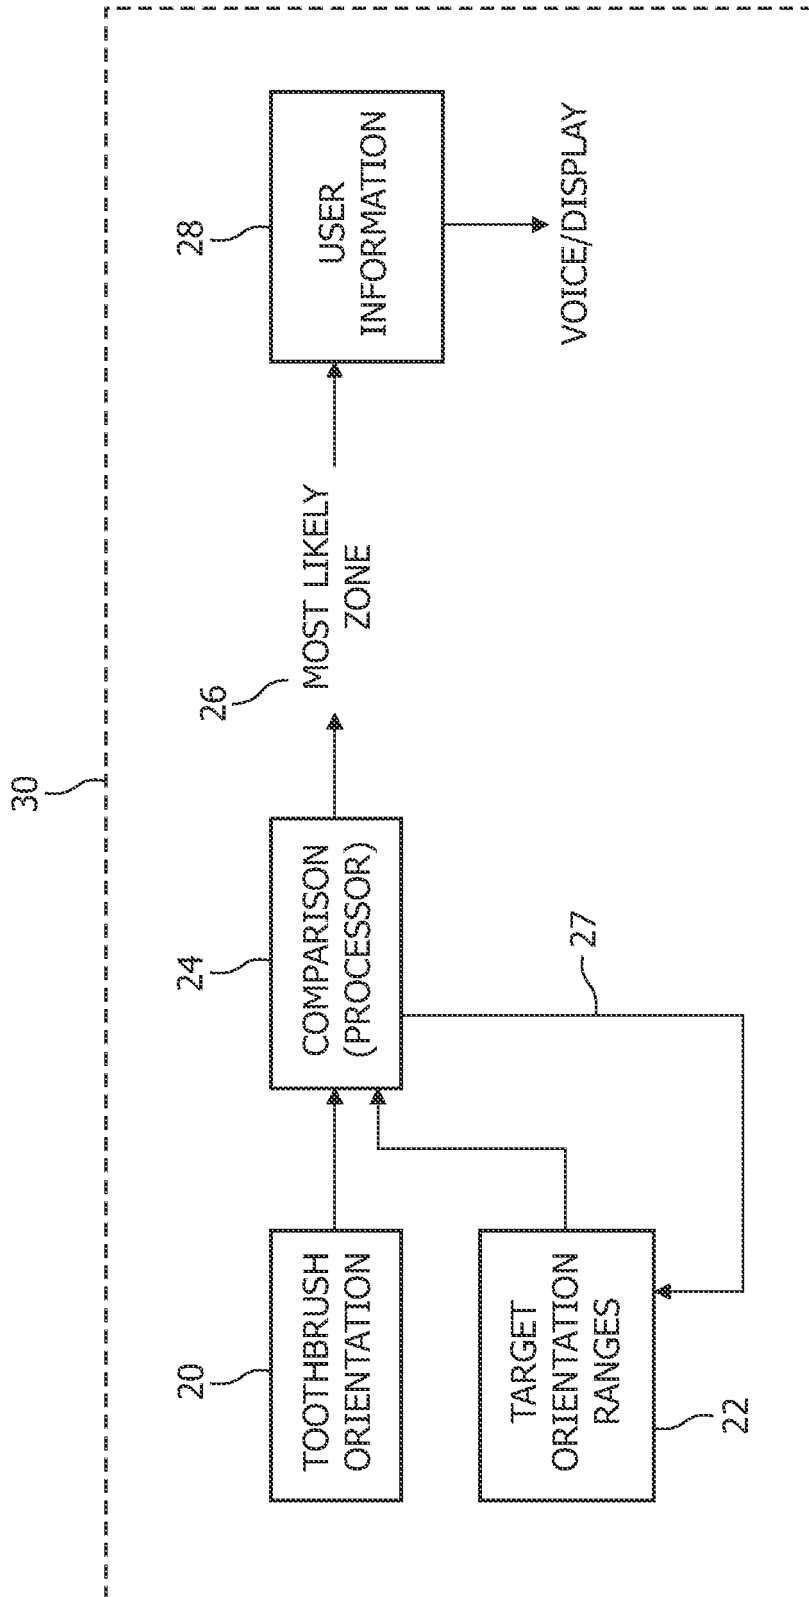 30
20
TOOTHBRUSH
ORIENTATION
24
COMPARISON
(PROCESSOR)
26
MOST LIKELY
ZONE
28
USER
INFORMATION
VOICE/DISPLAY
27
TARGET
ORIENTATION
RANGES
22